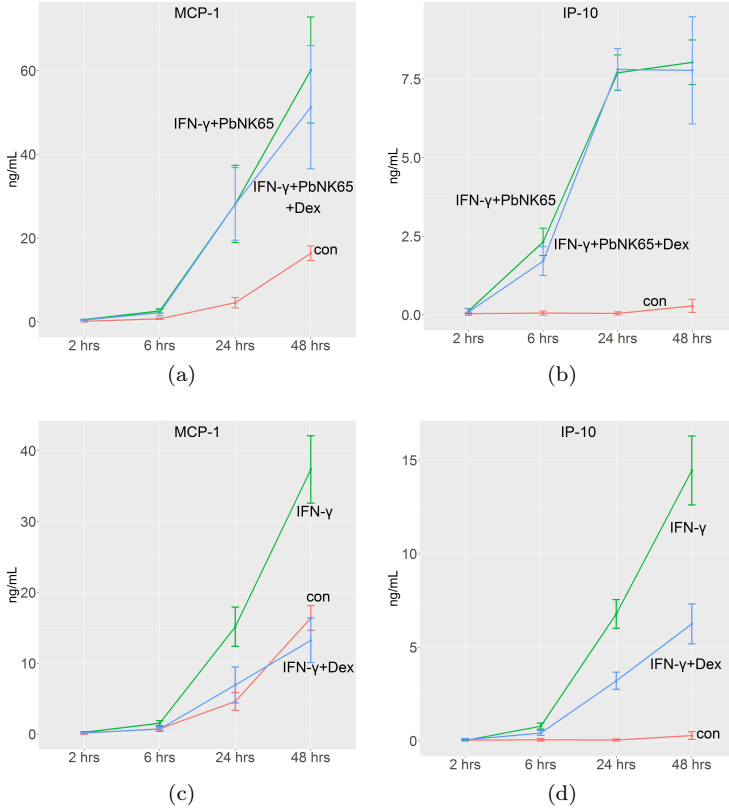 MCP-1
ng/mL
60
40
20
0
IFN-γ+PbNK65
IFN-γ+PbNK65
+Dex
con
2 hrs 6 hrs 24 hrs 48 hrs
(a)
IP-10
ng/mL
7.5
5.0
2.5
0.0
IFN-γ+PbNK65
IFN-γ+PbNK65+Dex
con
2 hrs 6 hrs 24 hrs 48 hrs
(b)
MCP-1
ng/mL
40
30
20
10
0
IFN-γ
con
IFN-γ+Dex
2 hrs 6 hrs 24 hrs 48 hrs
(c)
IP-10
ng/mL
15
10
5
0
IFN-γ
IFN-γ+Dex
con
2 hrs 6 hrs 24 hrs 48 hrs
(d)